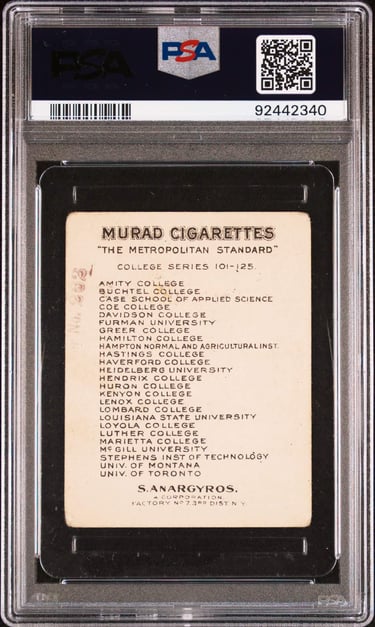 PSA
PSA
92442340
MURAD CIGARETTES
"THE METROPOLITAN STANDARD"
COLLEGE SERIES 101-125.
AMITY COLLEGE
BUCHTEL COLLEGE
CASE SCHOOL OF APPLIED SCIENCE
COE COLLEGE
DAVIDSON COLLEGE
FURMAN UNIVERSITY
GREER COLLEGE
HAMILTON COLLEGE
HAMPTON NORMAL AND AGRICULTURAL INST.
HASTINGS COLLEGE
HAVERFORD COLLEGE
HEIDELBERG UNIVERSITY
HENDRIX COLLEGE
HURON COLLEGE
KENYON COLLEGE
LENOX COLLEGE
LOMBARD COLLEGE
LOUISIANA STATE UNIVERSITY
LOYOLA COLLEGE
LUTHER COLLEGE
MARIETTA COLLEGE
McGILL UNIVERSITY
STEPHENS INST OF TECHNOLOGY
UNIV. OF MONTANA
UNIV. OF TORONTO
S. ANARGYROS.
A CORPORATION
FACTORY NO 7. 3RD DIST. N.Y.
No.
PSA